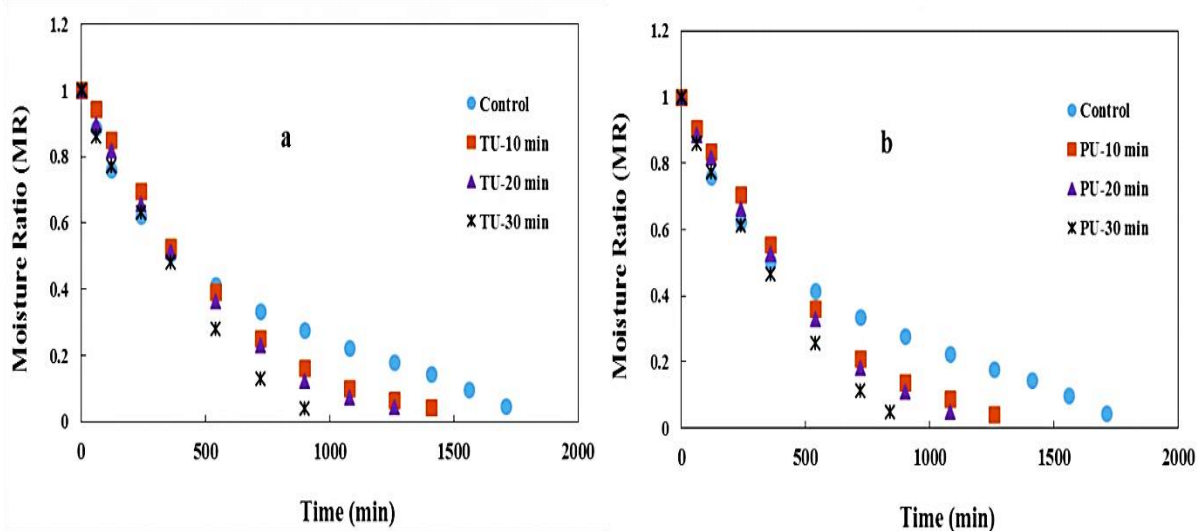 1.2
1
0.8
0.6
0.4
0.2
0
0
500
1000
1500
2000
Moisture Ratio (MR)
Time (min)
a
Control
TU-10 min
TU-20 min
TU-30 min
1.2
1
0.8
0.6
0.4
0.2
0
0
500
1000
1500
2000
Moisture Ratio (MR)
Time (min)
b
Control
PU-10 min
PU-20 min
PU-30 min